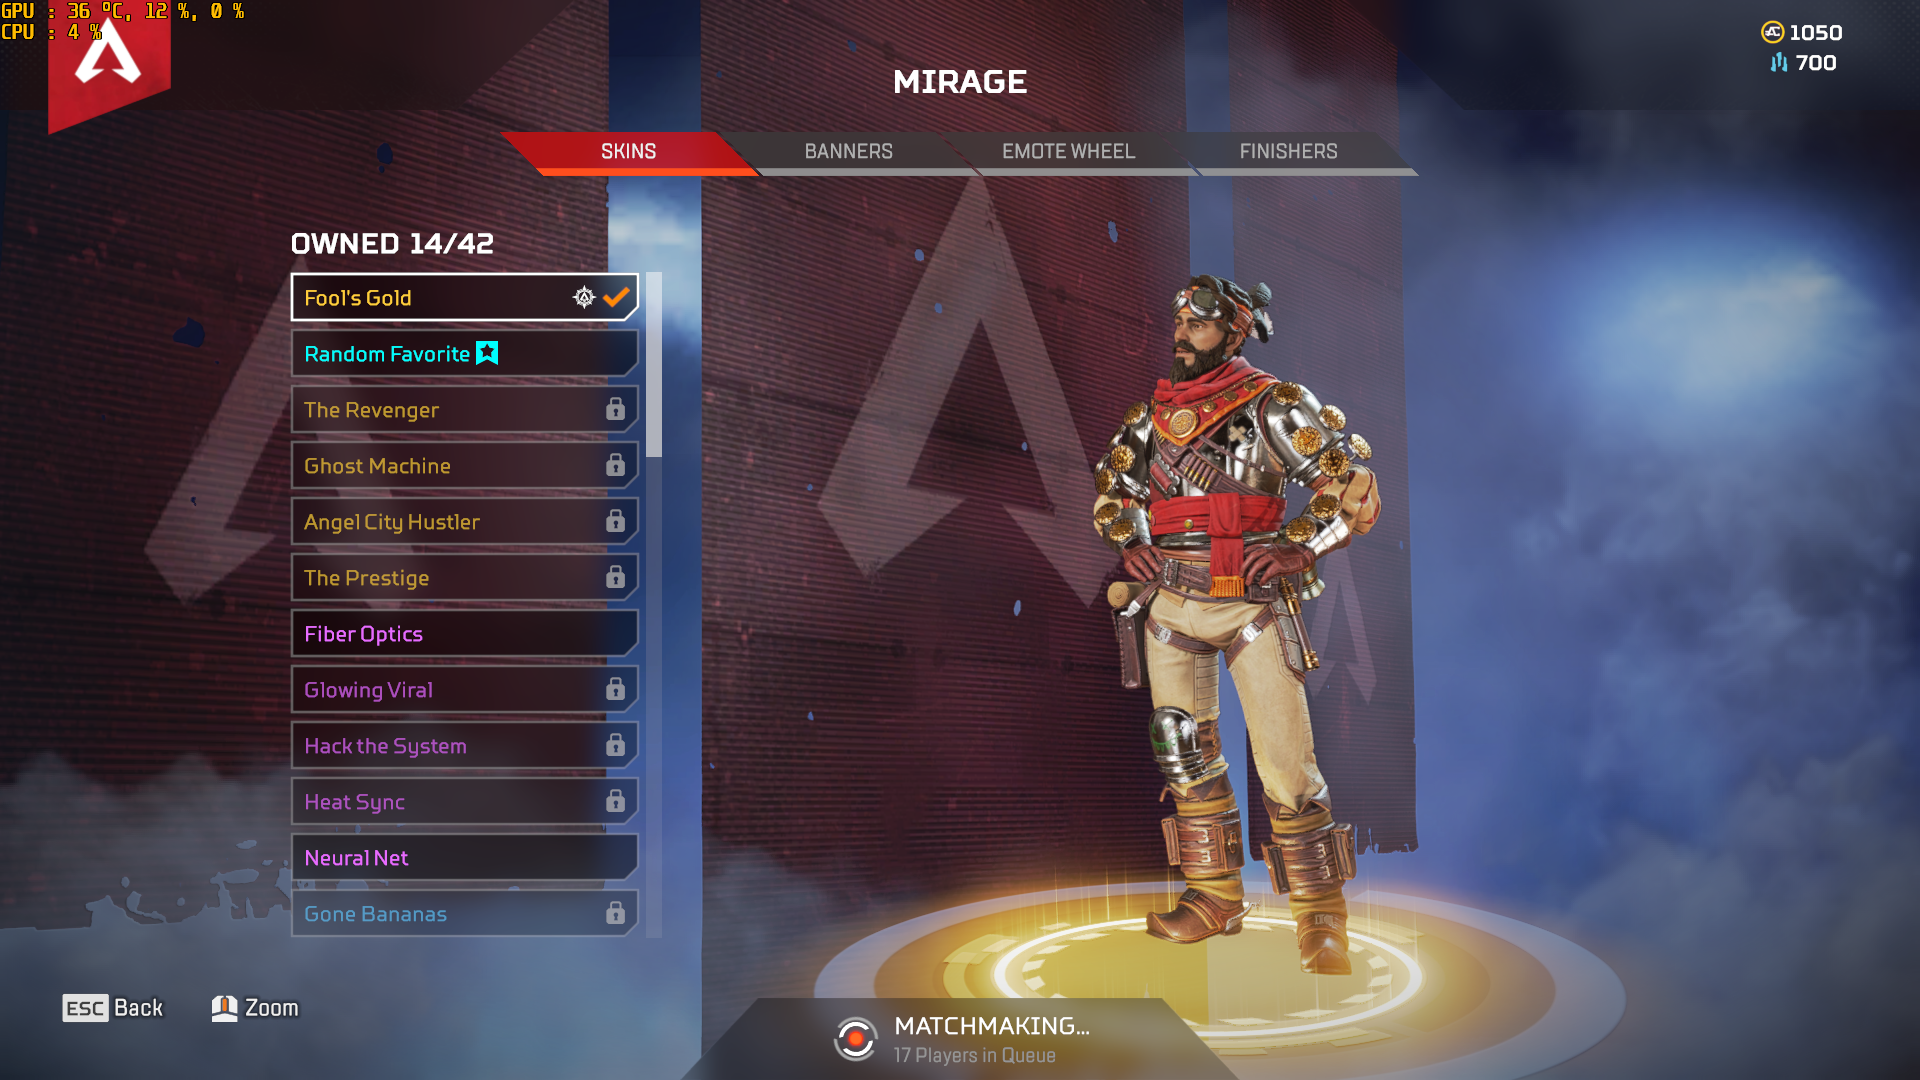 GPU : 36 ºC, 12 %, 0 %
CPU : 4 %
1050
700
MIRAGE
SKINS
BANNERS
EMOTE WHEEL
FINISHERS
OWNED 14/42
Fool's Gold
Random Favorite
The Revenger
Ghost Machine
Angel City Hustler
The Prestige
Fiber Optics
Glowing Viral
Hack the System
Heat Sync
Neural Net
Gone Bananas
ESC Back
Zoom
MATCHMAKING...
17 Players in Queue